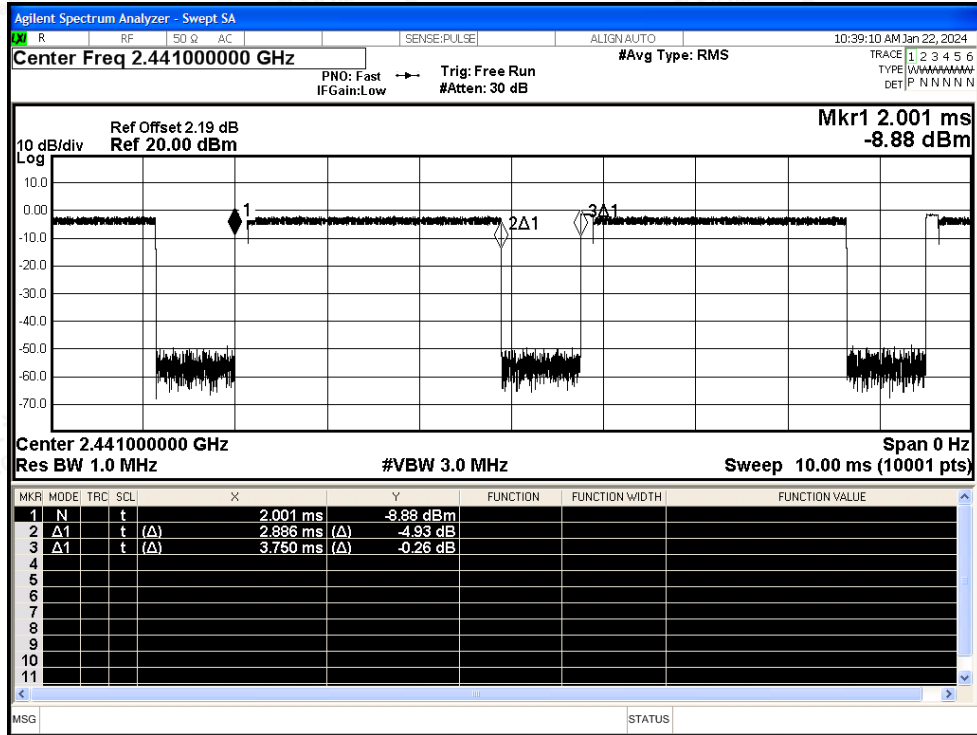 Agilent Spectrum Analyzer - Swept SA
LXI R RF 50 Ω AC SENSE:PULSE ALIGN AUTO 10:39:10 AM Jan 22, 2024
Center Freq 2.441000000 GHz #Avg Type: RMS TRACE 1 2 3 4 5 6
PNO: Fast Trig: Free Run TYPE
IFGain:Low #Atten: 30 dB DET P N N N N N
Mkr1 2.001 ms
Ref Offset 2.19 dB
10 dB/div Ref 20.00 dBm -8.88 dBm
Log
10.0
0.00
1 2Δ1 3Δ1
-10.0
-20.0
-30.0
-40.0
-50.0
-60.0
-70.0
Center 2.441000000 GHz Span 0 Hz
Res BW 1.0 MHz #VBW 3.0 MHz Sweep 10.00 ms (10001 pts)
MKR MODE TRC SCL X Y FUNCTION FUNCTION WIDTH FUNCTION VALUE
1 N t 2.001 ms -8.88 dBm
2 Δ1 t (Δ) 2.886 ms (Δ) -4.93 dB
3 Δ1 t (Δ) 3.750 ms (Δ) -0.26 dB
4
5
6
7
8
9
10
11
MSG STATUS